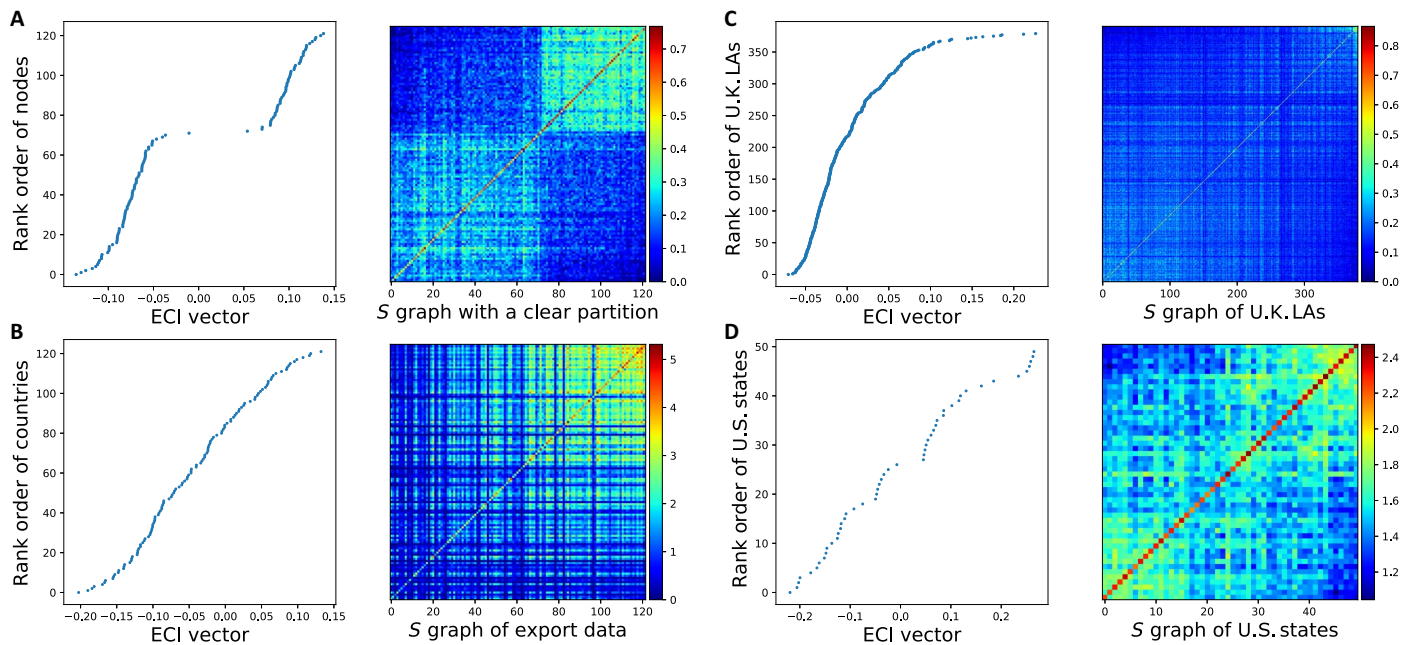 A
Rank order of nodes
120
100
80
60
40
20
0
−0.10 −0.05 0.00 0.05 0.10 0.15
ECI vector
0 20 40 60 80 100 120
S graph with a clear partition
0.7
0.6
0.5
0.4
0.3
0.2
0.1
0.0
C
Rank order of U.K. LAs
350
300
250
200
150
100
50
0
−0.05 0.00 0.05 0.10 0.15 0.20
ECI vector
0 100 200 300
S graph of U.K. LAs
0.8
0.7
0.6
0.5
0.4
0.3
0.2
0.1
0.0
B
Rank order of countries
120
100
80
60
40
20
0
−0.20 −0.15 −0.10 −0.05 0.00 0.05 0.10 0.15
ECI vector
0 20 40 60 80 100 120
S graph of export data
5
4
3
2
1
0
D
Rank order of U.S. states
50
40
30
20
10
0
−0.2 −0.1 0.0 0.1 0.2
ECI vector
0 10 20 30 40
S graph of U.S. states
2.4
2.2
2.0
1.8
1.6
1.4
1.2